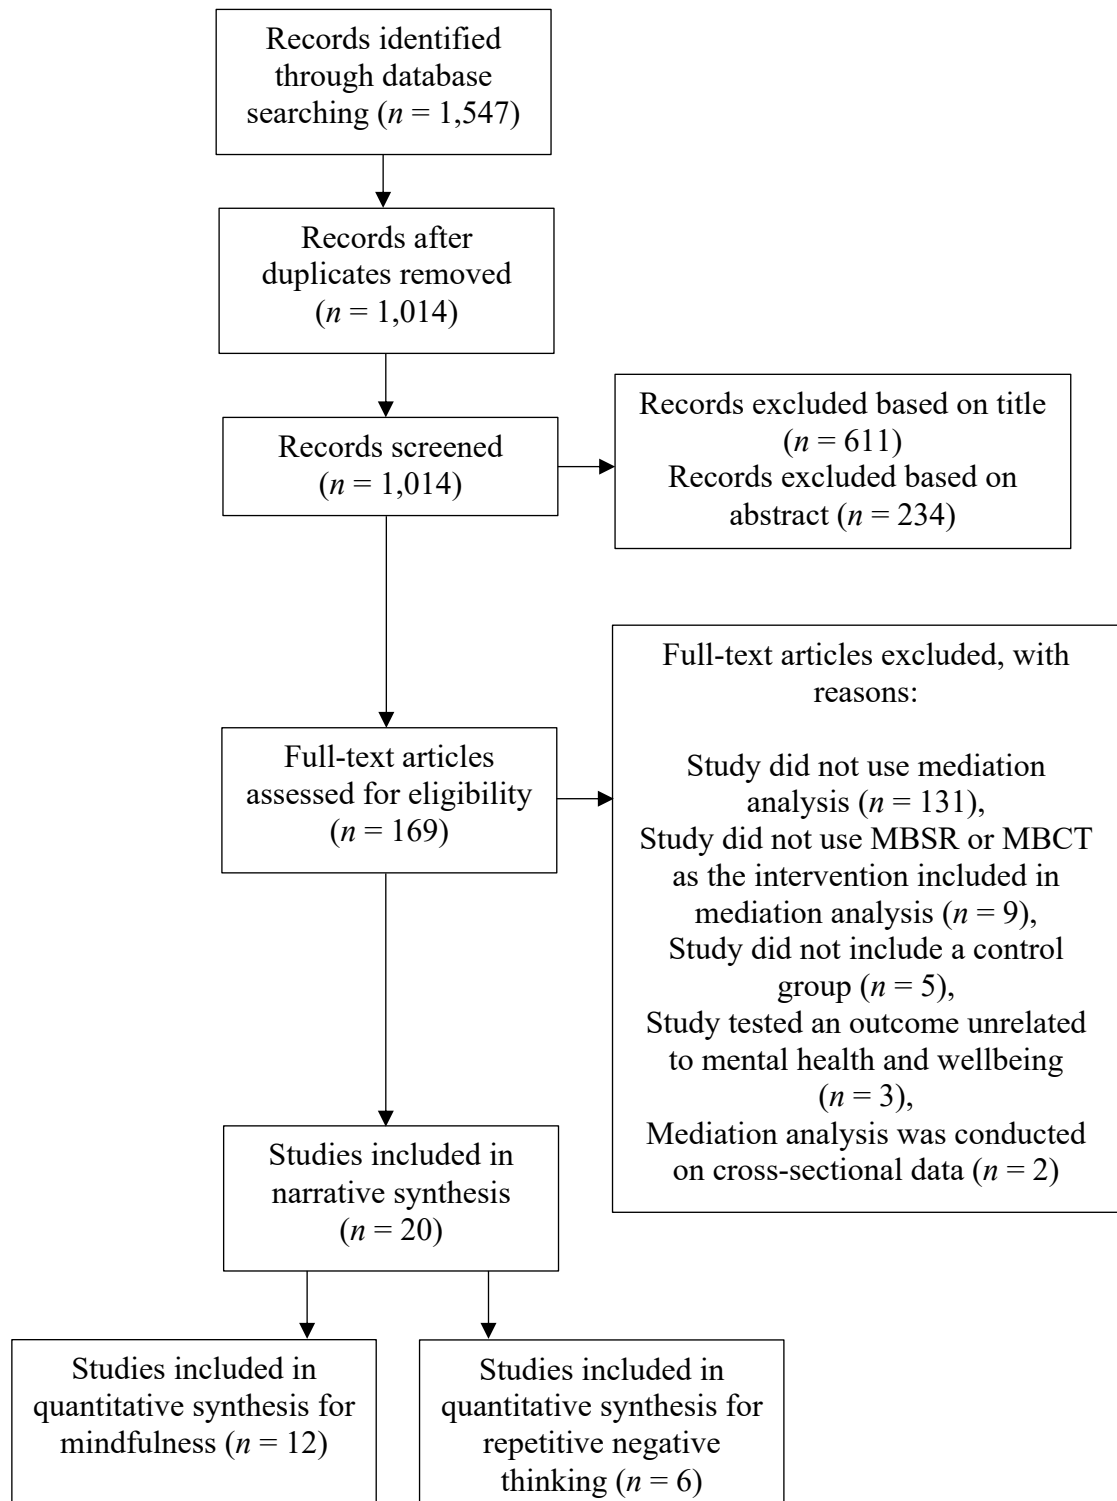 Records identified
through database
searching (n = 1,547)
Records after
duplicates removed
(n = 1,014)
Records screened
(n = 1,014)
Records excluded based on title
(n = 611)
Records excluded based on
abstract (n = 234)
Full-text articles
assessed for eligibility
(n = 169)
Full-text articles excluded, with
reasons:
Study did not use mediation
analysis (n = 131),
Study did not use MBSR or MBCT
as the intervention included in
mediation analysis (n = 9),
Study did not include a control
group (n = 5),
Study tested an outcome unrelated
to mental health and wellbeing
(n = 3),
Mediation analysis was conducted
on cross-sectional data (n = 2)
Studies included in
narrative synthesis
(n = 20)
Studies included in
quantitative synthesis for
mindfulness (n = 12)
Studies included in
quantitative synthesis for
repetitive negative
thinking (n = 6)